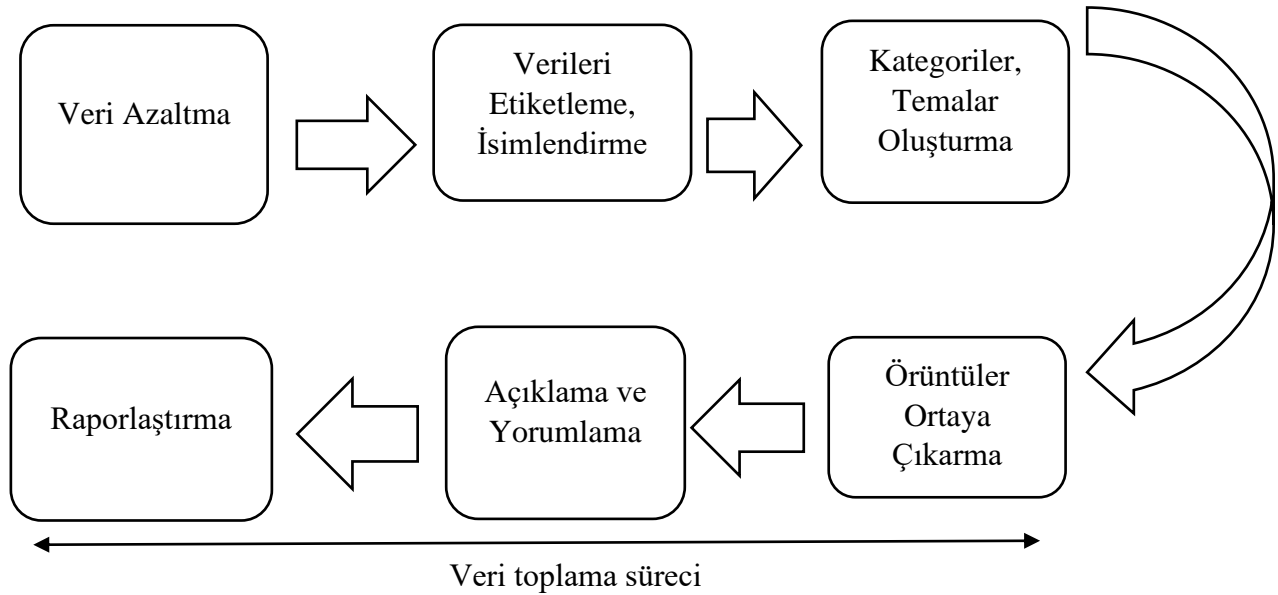 Veri Azaltma
Verileri
Etiketleme,
İsimlendirme
Kategoriler,
Temalar
Oluşturma
Örüntüler
Ortaya
Çıkarma
Açıklama ve
Yorumlama
Raporlaştırma
Veri toplama süreci